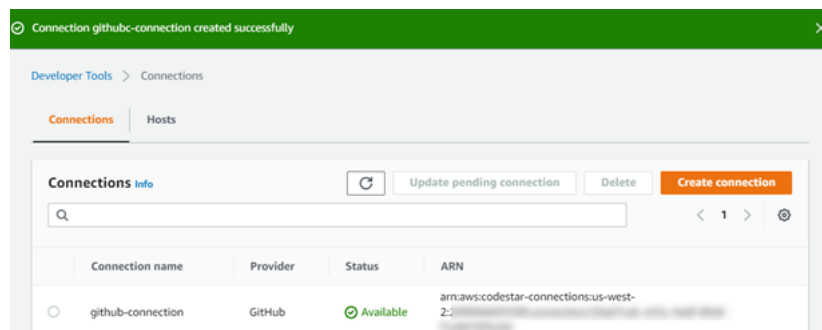 Connection githubc-connection created successfully
Developer Tools > Connections
Connections Hosts
Connections Info Update pending connection Delete Create connection
< 1 >
Connection name Provider Status ARN
github-connection GitHub Available arn:aws:codestar-connections:us-west-
2: